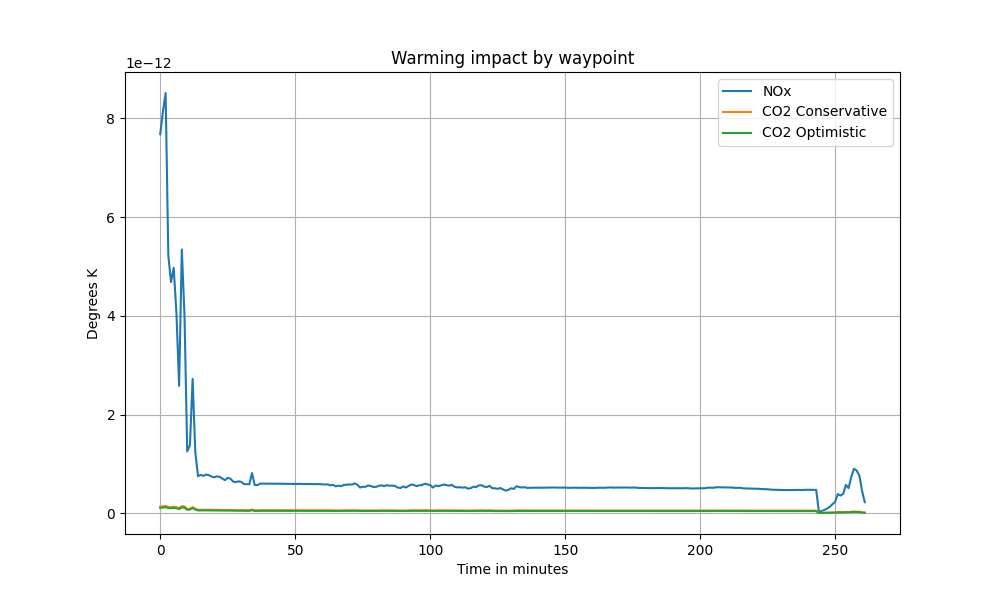 Warming impact by waypoint
1e−12
NOx
CO2 Conservative
CO2 Optimistic
8
6
4
2
0
Degrees K
0 50 100 150 200 250
Time in minutes